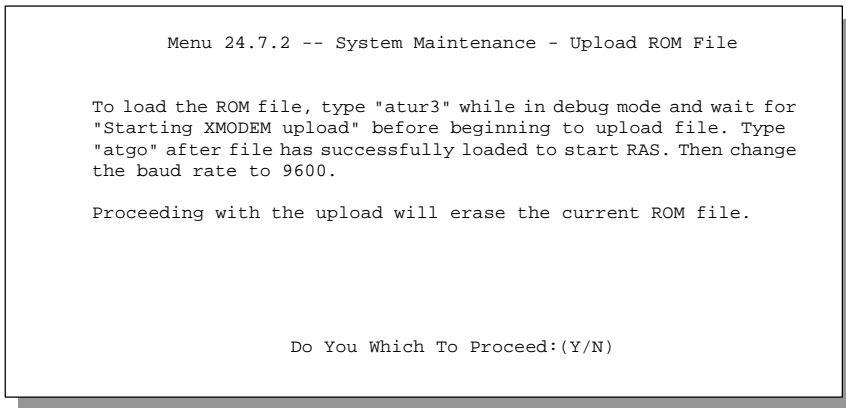 Menu 24.7.2 -- System Maintenance - Upload ROM File
To load the ROM file, type "atur3" while in debug mode and wait for
"Starting XMODEM upload" before beginning to upload file. Type
"atgo" after file has successfully loaded to start RAS. Then change
the baud rate to 9600.
Proceeding with the upload will erase the current ROM file.
Do You Which To Proceed:(Y/N)